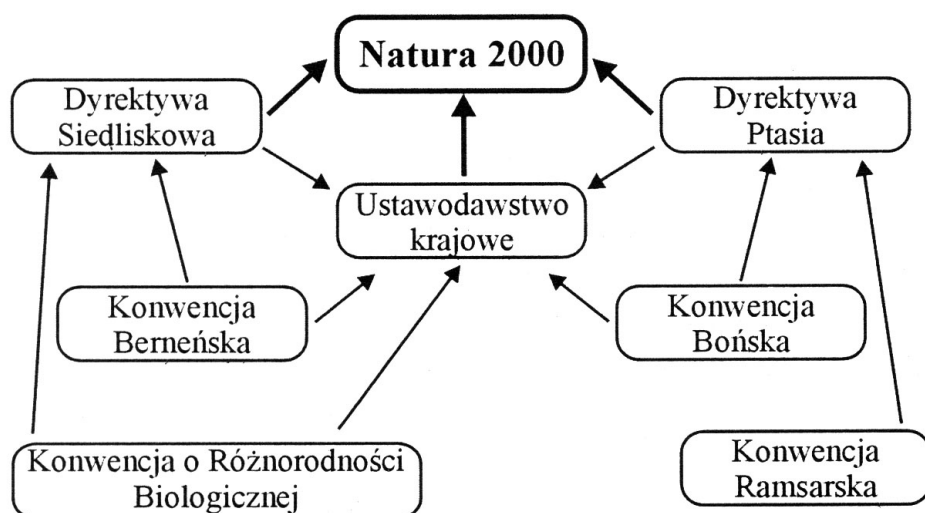 Natura 2000
Dyrektywa
Siedliskowa
Dyrektywa
Ptasia
Ustawodawstwo
krajowe
Konwencja
Berneńska
Konwencja
Bońska
Konwencja o Różnorodności
Biologicznej
Konwencja
Ramsarska